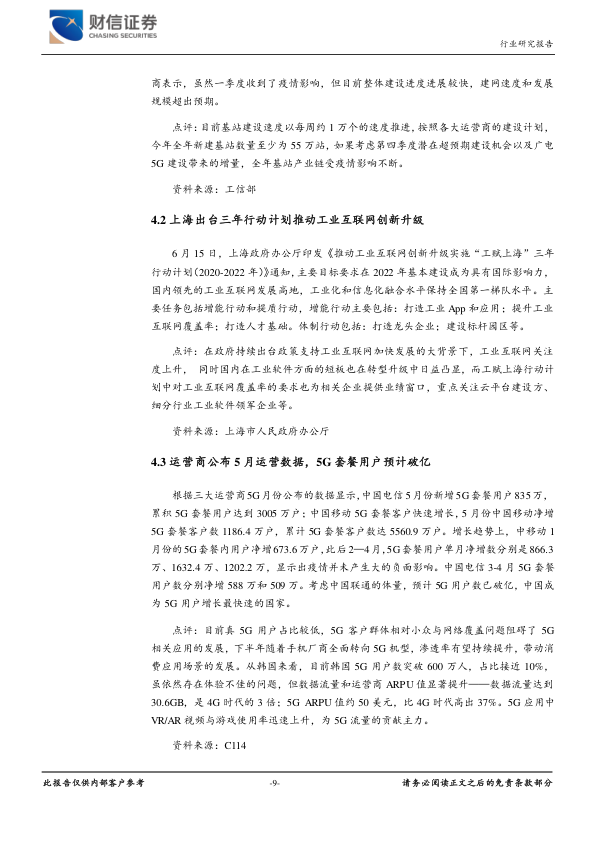 财信证券
CHASING SECURITIES
行业研究报告
商表示，虽然一季度收到了疫情影响，但目前整体建设进度进展较快，建网速度和发展
规模超出预期。
点评：目前基站建设速度以每周约 1 万个的速度推进，按照各大运营商的建设计划，
今年全年新建基站数量至少为 55 万站，如果考虑第四季度潜在超预期建设机会以及广电
5G 建设带来的增量，全年基站产业链受疫情影响不断。
资料来源：工信部
4.2 上海出台三年行动计划推动工业互联网创新升级
6 月 15 日，上海政府办公厅印发《推动工业互联网创新升级实施“工赋上海”三年
行动计划（2020-2022 年）》通知，主要目标要求在 2022 年基本建设成为具有国际影响力，
国内领先的工业互联网发展高地，工业化和信息化融合水平保持全国第一梯队水平。主
要任务包括增能行动和提质行动，增能行动主要包括：打造工业 App 和应用；提升工业
互联网覆盖率；打造人才基础。体制行动包括：打造龙头企业；建设标杆园区等。
点评：在政府持续出台政策支持工业互联网加快发展的大背景下，工业互联网关注
度上升， 同时国内在工业软件方面的短板也在转型升级中日益凸显，而工赋上海行动计
划中对工业互联网覆盖率的要求也为相关企业提供业绩窗口，重点关注云平台建设方、
细分行业工业软件领军企业等。
资料来源：上海市人民政府办公厅
4.3 运营商公布 5 月运营数据，5G 套餐用户预计破亿
根据三大运营商5G月份公布的数据显示，中国电信 5 月份新增 5G 套餐用户 835 万，
累积 5G 套餐用户达到 3005 万户；中国移动 5G 套餐客户快速增长，5 月份中国移动净增
5G 套餐客户数 1186.4 万户，累计 5G 套餐客户数达 5560.9 万户。增长趋势上，中移动 1
月份的 5G 套餐内用户净增 673.6 万户，此后 2—4 月，5G 套餐用户单月净增数分别是 866.3
万、1632.4 万、1202.2 万，显示出疫情并未产生大的负面影响。中国电信 3-4 月 5G 套餐
用户数分别净增 588 万和 509 万。考虑中国联通的体量，预计 5G 用户数已破亿，中国成
为 5G 用户增长最快速的国家。
点评：目前真 5G 用户占比较低，5G 客户群体相对小众与网络覆盖问题阻碍了 5G
相关应用的发展，下半年随着手机厂商全面转向 5G 机型，渗透率有望持续提升，带动消
费应用场景的发展。从韩国来看，目前韩国 5G 用户数突破 600 万人，占比接近 10%，
虽依然存在体验不佳的问题，但数据流量和运营商 ARPU 值显著提升——数据流量达到
30.6GB，是 4G 时代的 3 倍；5G ARPU 值约 50 美元，比 4G 时代高出 37%。5G 应用中
VR/AR 视频与游戏使用率迅速上升，为 5G 流量的贡献主力。
资料来源：C114
此报告仅供内部客户参考
-9-
请务必阅读正文之后的免责条款部分